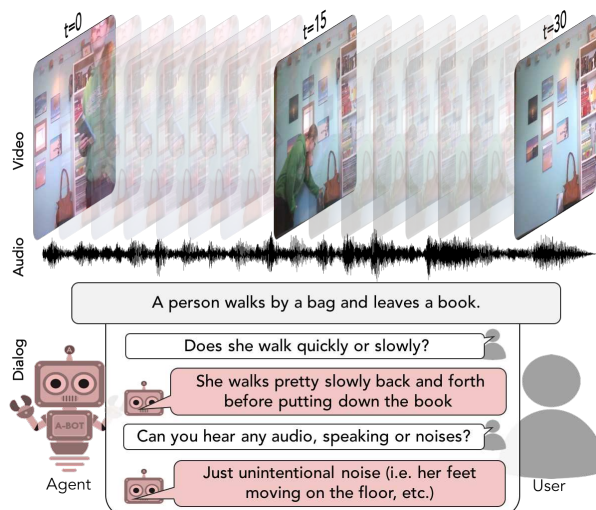 t=0
t=15
t=30
Video
Audio
A person walks by a bag and leaves a book.
Dialog
Does she walk quickly or slowly?
She walks pretty slowly back and forth
before putting down the book
Can you hear any audio, speaking or noises?
Just unintentional noise (i.e. her feet
moving on the floor, etc.)
A
A-BOT
Agent
User